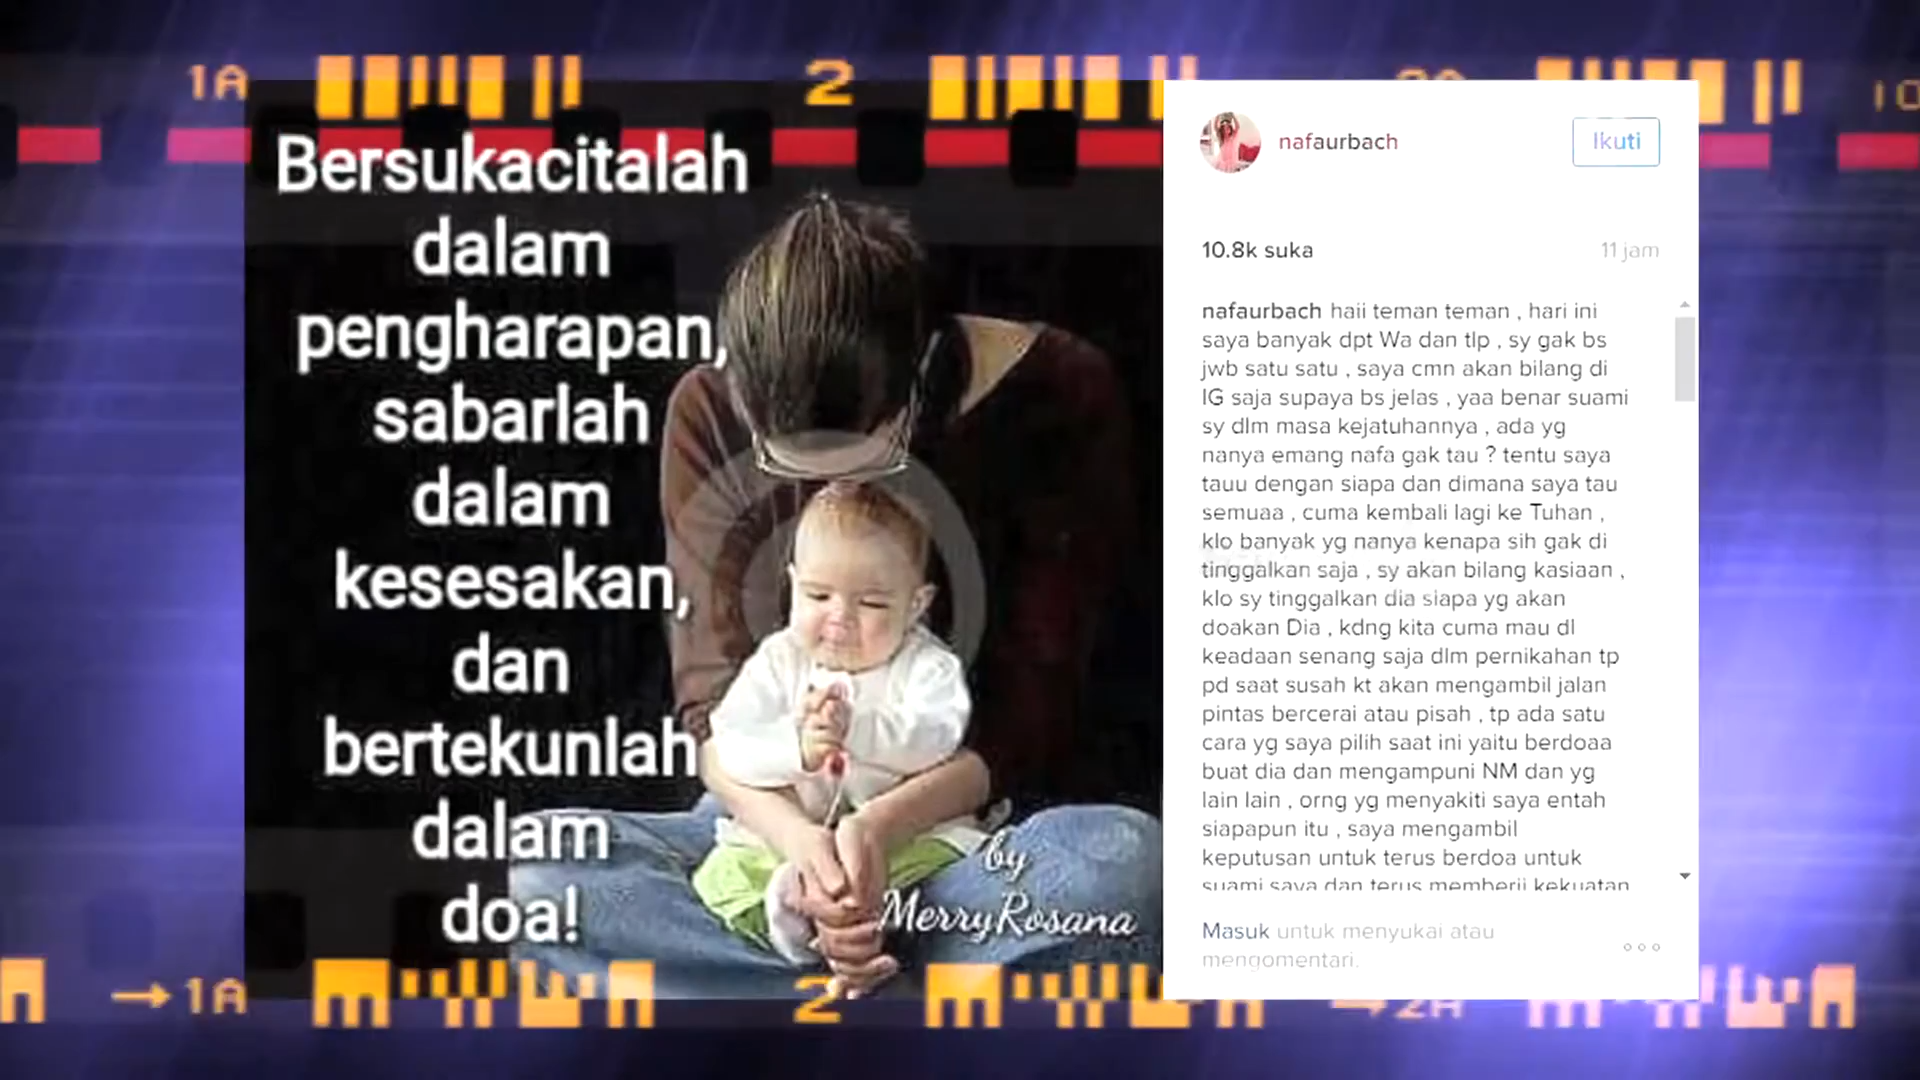 1A
2
Bersukacitalah
dalam
pengharapan,
sabarlah
dalam
kesesakan,
dan
bertekunlah
dalam
doa!
by
MerryRosana
nafaurbach
Ikuti
10.8k suka
11 jam
nafaurbach haii teman teman , hari ini
saya banyak dpt Wa dan tlp , sy gak bs
jwb satu satu , saya cmn akan bilang di
IG saja supaya bs jelas , yaa benar suami
sy dlm masa kejatuhannya , ada yg
nanya emang nafa gak tau ? tentu saya
tauu dengan siapa dan dimana saya tau
semuaa , cuma kembali lagi ke Tuhan ,
klo banyak yg nanya kenapa sih gak di
tinggalkan saja , sy akan bilang kasiaan ,
klo sy tinggalkan dia siapa yg akan
doakan Dia , kdng kita cuma mau dl
keadaan senang saja dlm pernikahan tp
pd saat susah kt akan mengambil jalan
pintas bercerai atau pisah , tp ada satu
cara yg saya pilih saat ini yaitu berdoaa
buat dia dan mengampuni NM dan yg
lain lain , orng yg menyakiti saya entah
siapapun itu , saya mengambil
keputusan untuk terus berdoa untuk
suami saya dan terus memberii kekuatan
Masuk untuk menyukai atau
mengomentari.
1A
2
2A